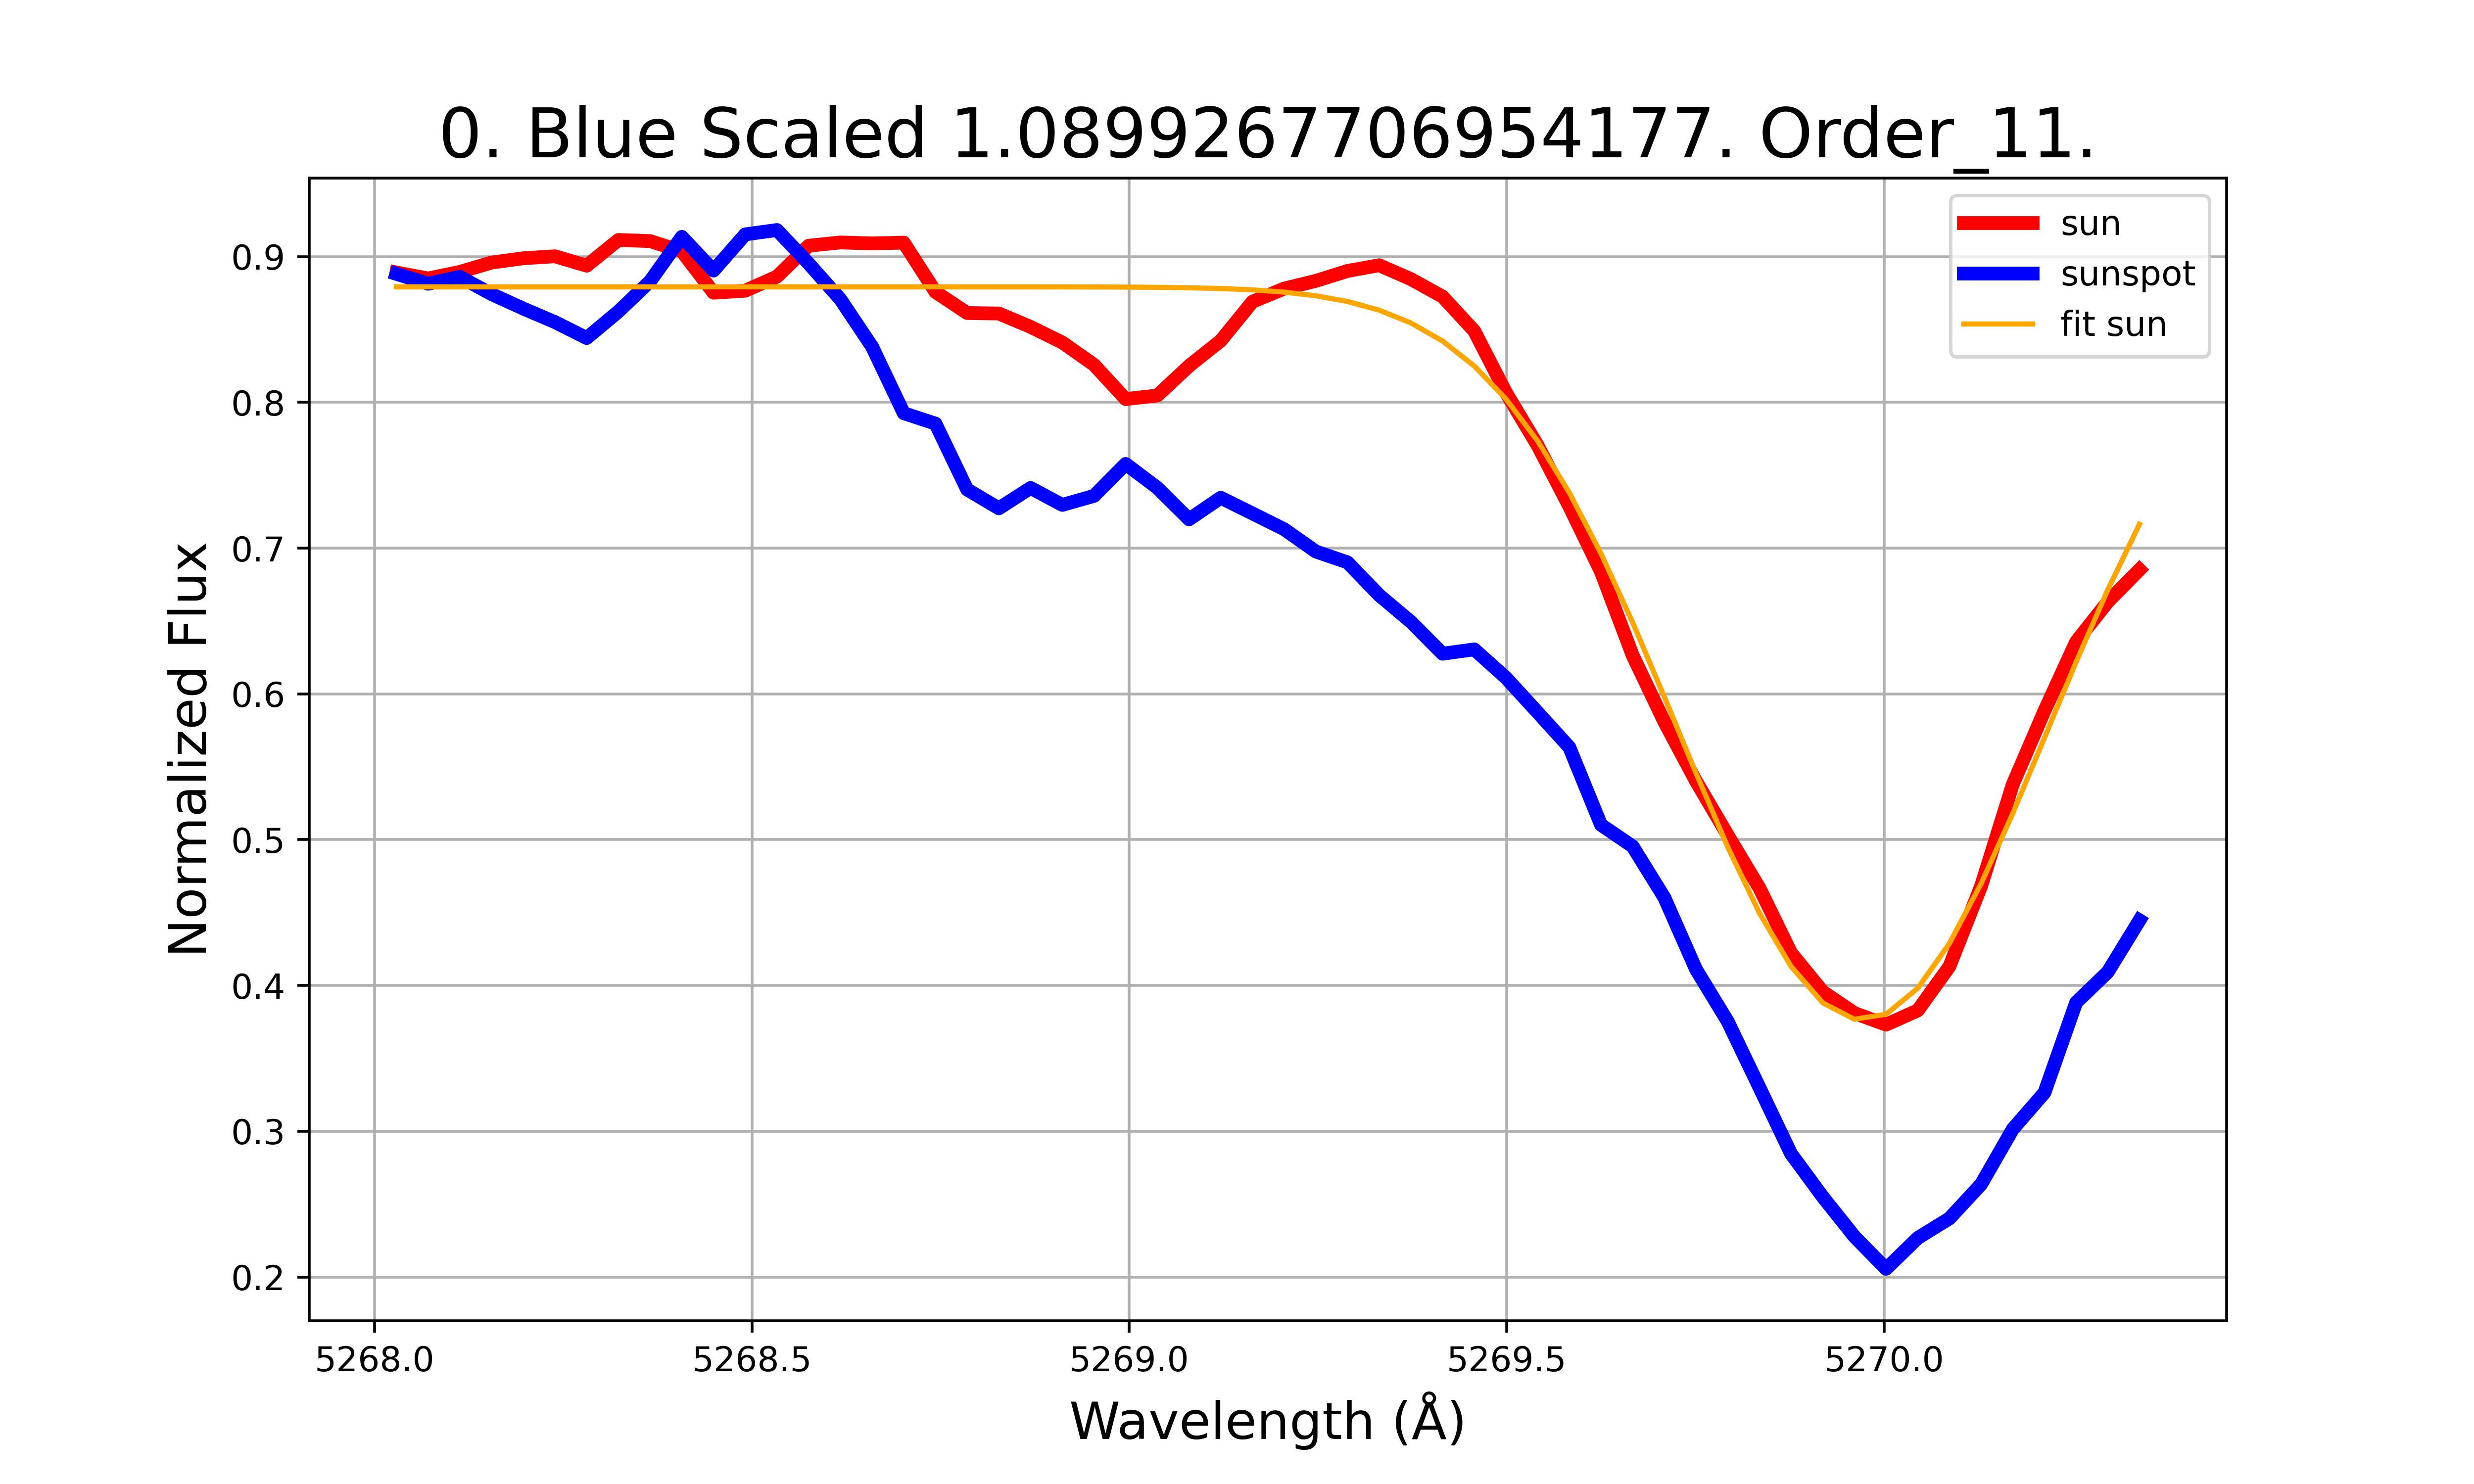 0. Blue Scaled 1.0899267706954177. Order_11.
sun
sunspot
fit sun
Normalized Flux
0.9
0.8
0.7
0.6
0.5
0.4
0.3
0.2
5268.0 5268.5 5269.0 5269.5 5270.0
Wavelength (Å)